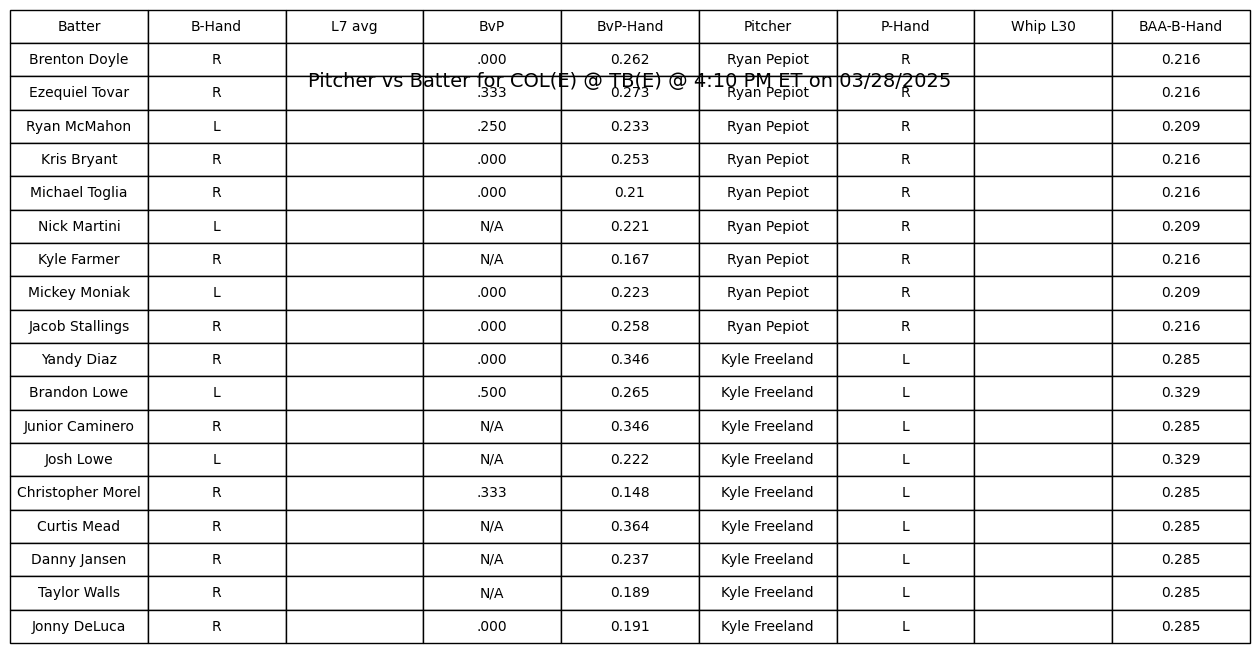 Batter B-Hand L7 avg BvP BvP-Hand Pitcher P-Hand Whip L30 BAA-B-Hand
Brenton Doyle R .000 0.262 Ryan Pepiot R 0.216
Pitcher vs Batter for COL(E) @ TB(E) @ 4:10 PM ET on 03/28/2025
Ezequiel Tovar R .333 0.273 Ryan Pepiot R 0.216
Ryan McMahon L .250 0.233 Ryan Pepiot R 0.209
Kris Bryant R .000 0.253 Ryan Pepiot R 0.216
Michael Toglia R .000 0.21 Ryan Pepiot R 0.216
Nick Martini L N/A 0.221 Ryan Pepiot R 0.209
Kyle Farmer R N/A 0.167 Ryan Pepiot R 0.216
Mickey Moniak L .000 0.223 Ryan Pepiot R 0.209
Jacob Stallings R .000 0.258 Ryan Pepiot R 0.216
Yandy Diaz R .000 0.346 Kyle Freeland L 0.285
Brandon Lowe L .500 0.265 Kyle Freeland L 0.329
Junior Caminero R N/A 0.346 Kyle Freeland L 0.285
Josh Lowe L N/A 0.222 Kyle Freeland L 0.329
Christopher Morel R .333 0.148 Kyle Freeland L 0.285
Curtis Mead R N/A 0.364 Kyle Freeland L 0.285
Danny Jansen R N/A 0.237 Kyle Freeland L 0.285
Taylor Walls R N/A 0.189 Kyle Freeland L 0.285
Jonny DeLuca R .000 0.191 Kyle Freeland L 0.285